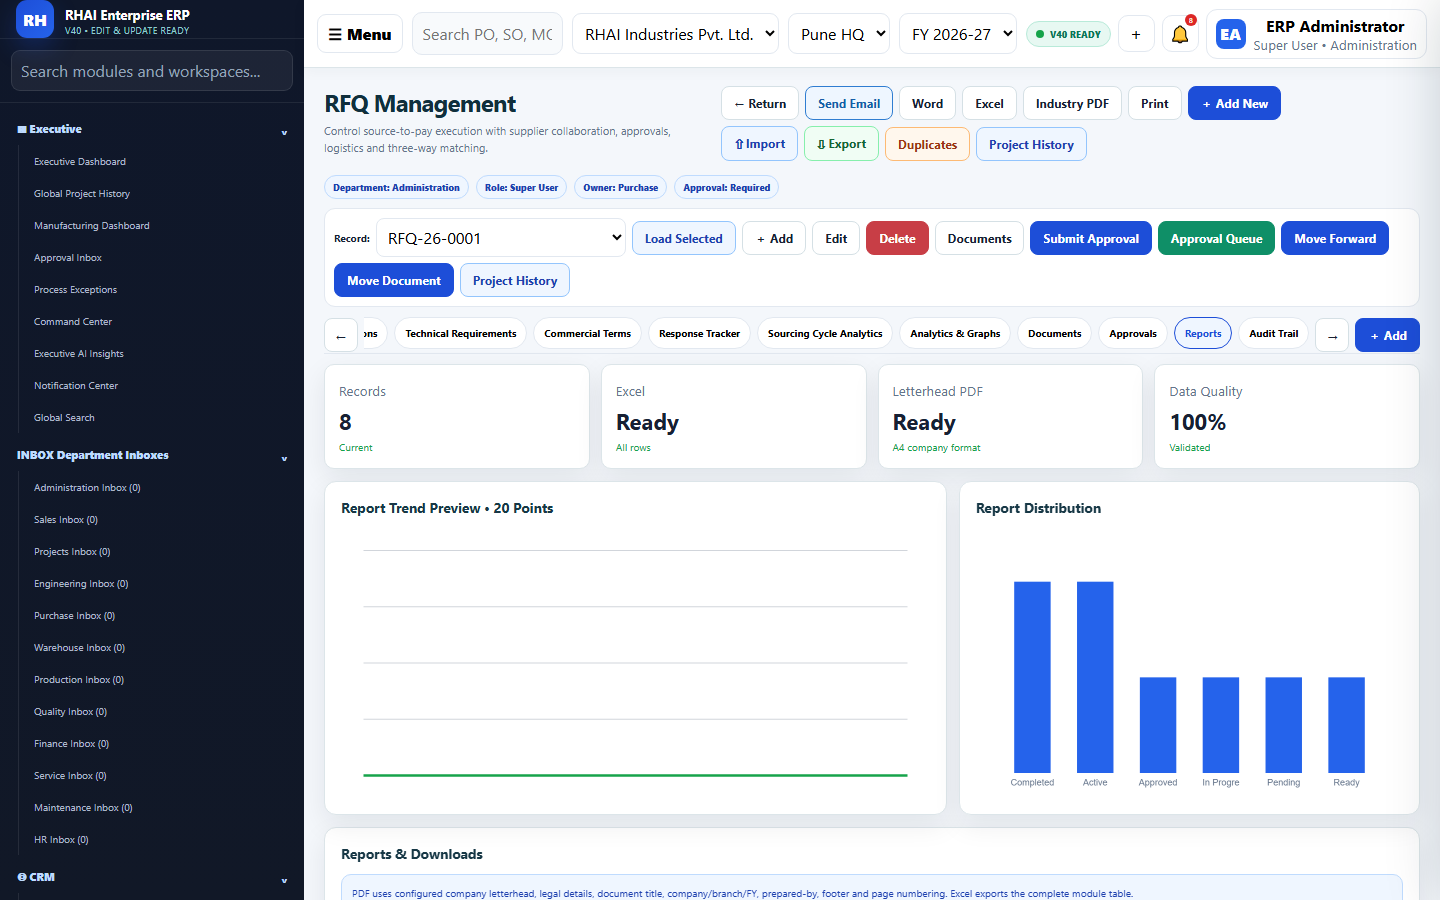 RH
RHAI Enterprise ERP
V40 • EDIT & UPDATE READY
Search modules and workspaces...
Executive
Executive Dashboard
Global Project History
Manufacturing Dashboard
Approval Inbox
Process Exceptions
Command Center
Executive AI Insights
Notification Center
Global Search
INBOX Department Inboxes
Administration Inbox (0)
Sales Inbox (0)
Projects Inbox (0)
Engineering Inbox (0)
Purchase Inbox (0)
Warehouse Inbox (0)
Production Inbox (0)
Quality Inbox (0)
Finance Inbox (0)
Service Inbox (0)
Maintenance Inbox (0)
HR Inbox (0)
CRM
☰ Menu
Search PO, SO, MO
RHAI Industries Pvt. Ltd.
Pune HQ
FY 2026-27
V40 READY
+
8
EA
ERP Administrator
Super User • Administration
RFQ Management
Control source-to-pay execution with supplier collaboration, approvals,
logistics and three-way matching.
← Return
Send Email
Word
Excel
Industry PDF
Print
+ Add New
⇧ Import
⇩ Export
Duplicates
Project History
Department: Administration
Role: Super User
Owner: Purchase
Approval: Required
Record:
RFQ-26-0001
Load Selected
+ Add
Edit
Delete
Documents
Submit Approval
Approval Queue
Move Forward
Move Document
Project History
←
ons
Technical Requirements
Commercial Terms
Response Tracker
Sourcing Cycle Analytics
Analytics & Graphs
Documents
Approvals
Reports
Audit Trail
→
+ Add
Records
8
Current
Excel
Ready
All rows
Letterhead PDF
Ready
A4 company format
Data Quality
100%
Validated
Report Trend Preview • 20 Points
Report Distribution
Completed
Active
Approved
In Progre
Pending
Ready
Reports & Downloads
PDF uses configured company letterhead, legal details, document title, company/branch/FY, prepared-by, footer and page numbering. Excel exports the complete module table.